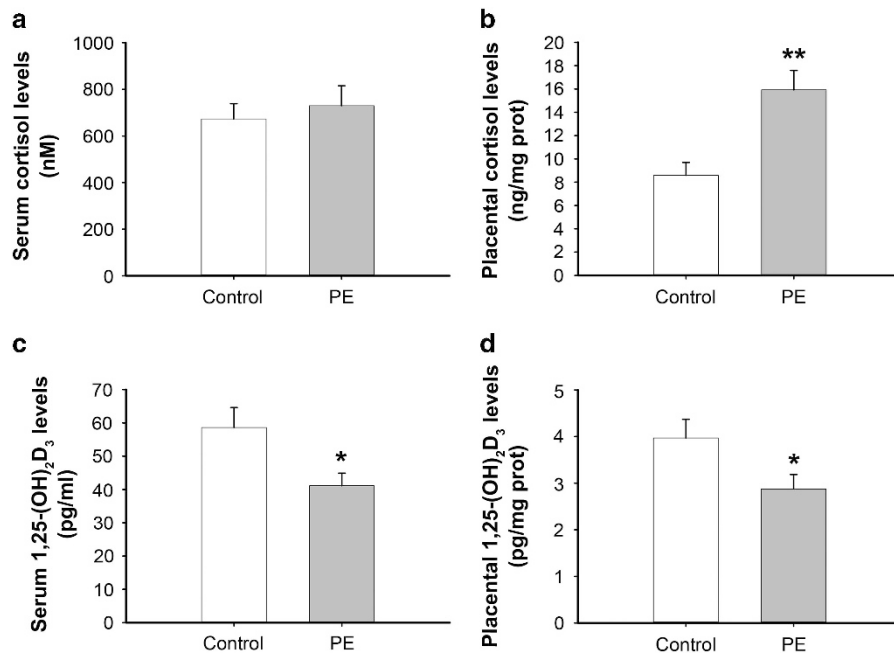 a
Serum cortisol levels
(nM)
1000
800
600
400
200
0
Control PE
b
Placental cortisol levels
(ng/mg prot)
20
18
16
14
12
10
8
6
4
2
0
**
Control PE
c
Serum 1,25-(OH)₂D₃ levels
(pg/ml)
70
60
50
40
30
20
10
0
*
Control PE
d
Placental 1,25-(OH)₂D₃ levels
(pg/mg prot)
5
4
3
2
1
0
*
Control PE